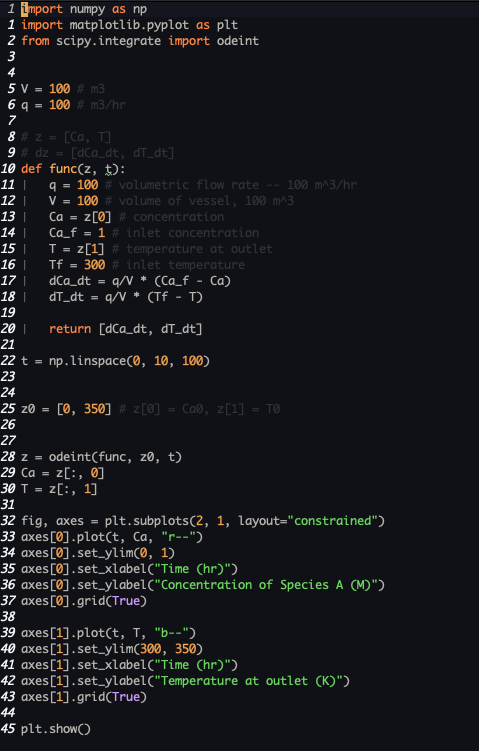 1 import numpy as np
1 import matplotlib.pyplot as plt
2 from scipy.integrate import odeint
3
4
5 V = 100 # m3
6 q = 100 # m3/hr
7
8 # z = [Ca, T]
9 # dz = [dCa_dt, dT_dt]
10 def func(z, t):
11 |   q = 100 # volumetric flow rate -- 100 m^3/hr
12 |   V = 100 # volume of vessel, 100 m^3
13 |   Ca = z[0] # concentration
14 |   Ca_f = 1 # inlet concentration
15 |   T = z[1] # temperature at outlet
16 |   Tf = 300 # inlet temperature
17 |   dCa_dt = q/V * (Ca_f - Ca)
18 |   dT_dt = q/V * (Tf - T)
19
20 |   return [dCa_dt, dT_dt]
21
22 t = np.linspace(0, 10, 100)
23
24
25 z0 = [0, 350] # z[0] = Ca0, z[1] = T0
26
27
28 z = odeint(func, z0, t)
29 Ca = z[:, 0]
30 T = z[:, 1]
31
32 fig, axes = plt.subplots(2, 1, layout="constrained")
33 axes[0].plot(t, Ca, "r--")
34 axes[0].set_ylim(0, 1)
35 axes[0].set_xlabel("Time (hr)")
36 axes[0].set_ylabel("Concentration of Species A (M)")
37 axes[0].grid(True)
38
39 axes[1].plot(t, T, "b--")
40 axes[1].set_ylim(300, 350)
41 axes[1].set_xlabel("Time (hr)")
42 axes[1].set_ylabel("Temperature at outlet (K)")
43 axes[1].grid(True)
44
45 plt.show()